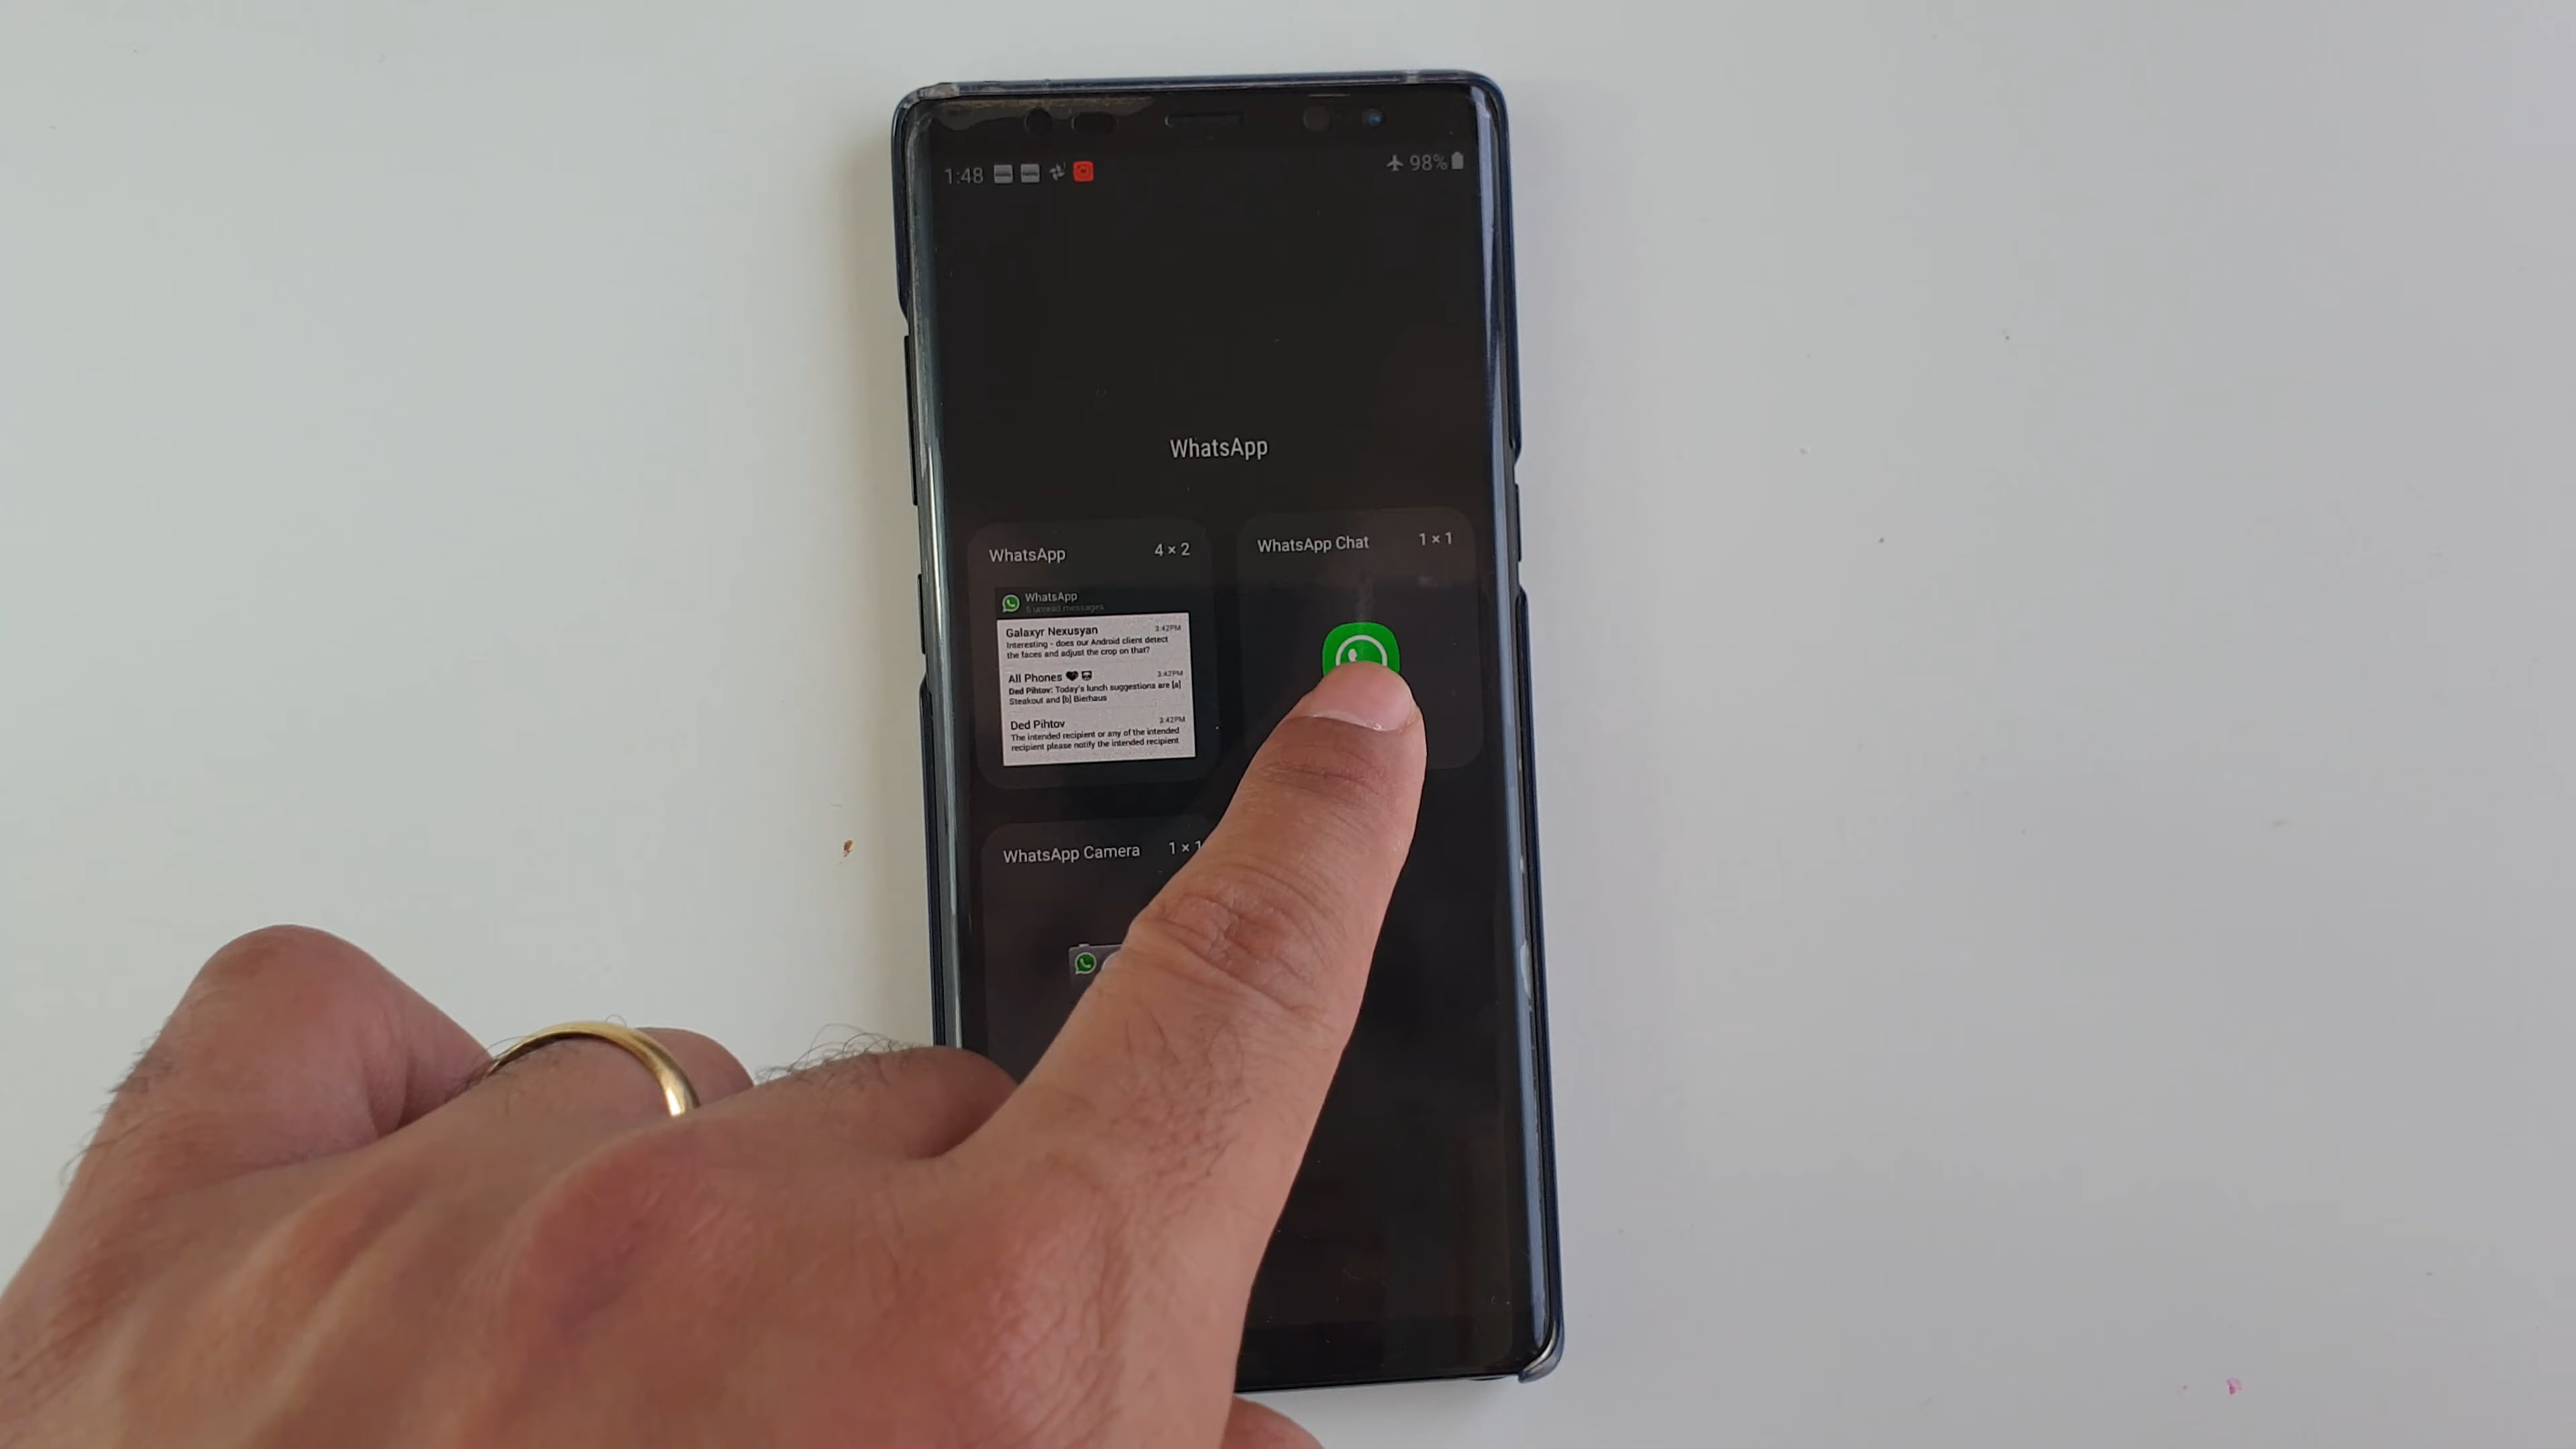 1:48
98%
WhatsApp
WhatsApp 4 × 2
WhatsApp
5 unread messages
Galaxyr Nexusyan 3:42PM
Interesting - does our Android client detect
the faces and adjust the crop on that?
All Phones 3:42PM
Ded Pihtov: Today's lunch suggestions are [a]
Steakout and [b] Bierhaus
Ded Pihtov 3:42PM
The intended recipient or any of the intended
recipient please notify the intended recipient
WhatsApp Chat 1 × 1
WhatsApp Camera 1 × 1